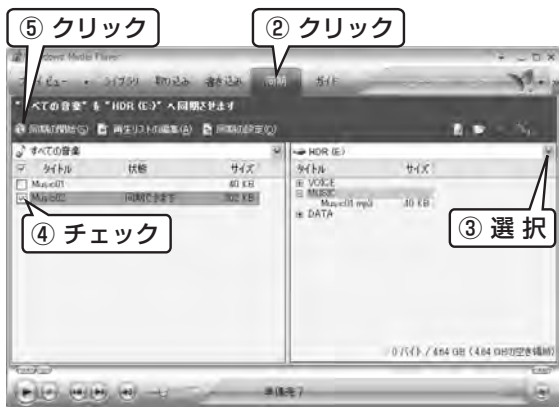 ⑤ クリック
② クリック
Windows Media Player
ライブラリ 取り込み 書き込み 同期 ガイド
すべての音楽" を "HDR (E:)" へ同期させます
同期の開始(S) 再生リストの編集(A) 同期の設定(O)
すべての音楽
HDR (E:)
タイトル 状態 サイズ
タイトル サイズ
Music01 40 KB
VOICE
Music02 同期できます 302 KB
MUSIC
Music01.mp3 40 KB
DATA
④ チェック
③ 選 択
0 バイト / 4.64 GB (4.64 GBの空き領域)
準備完了